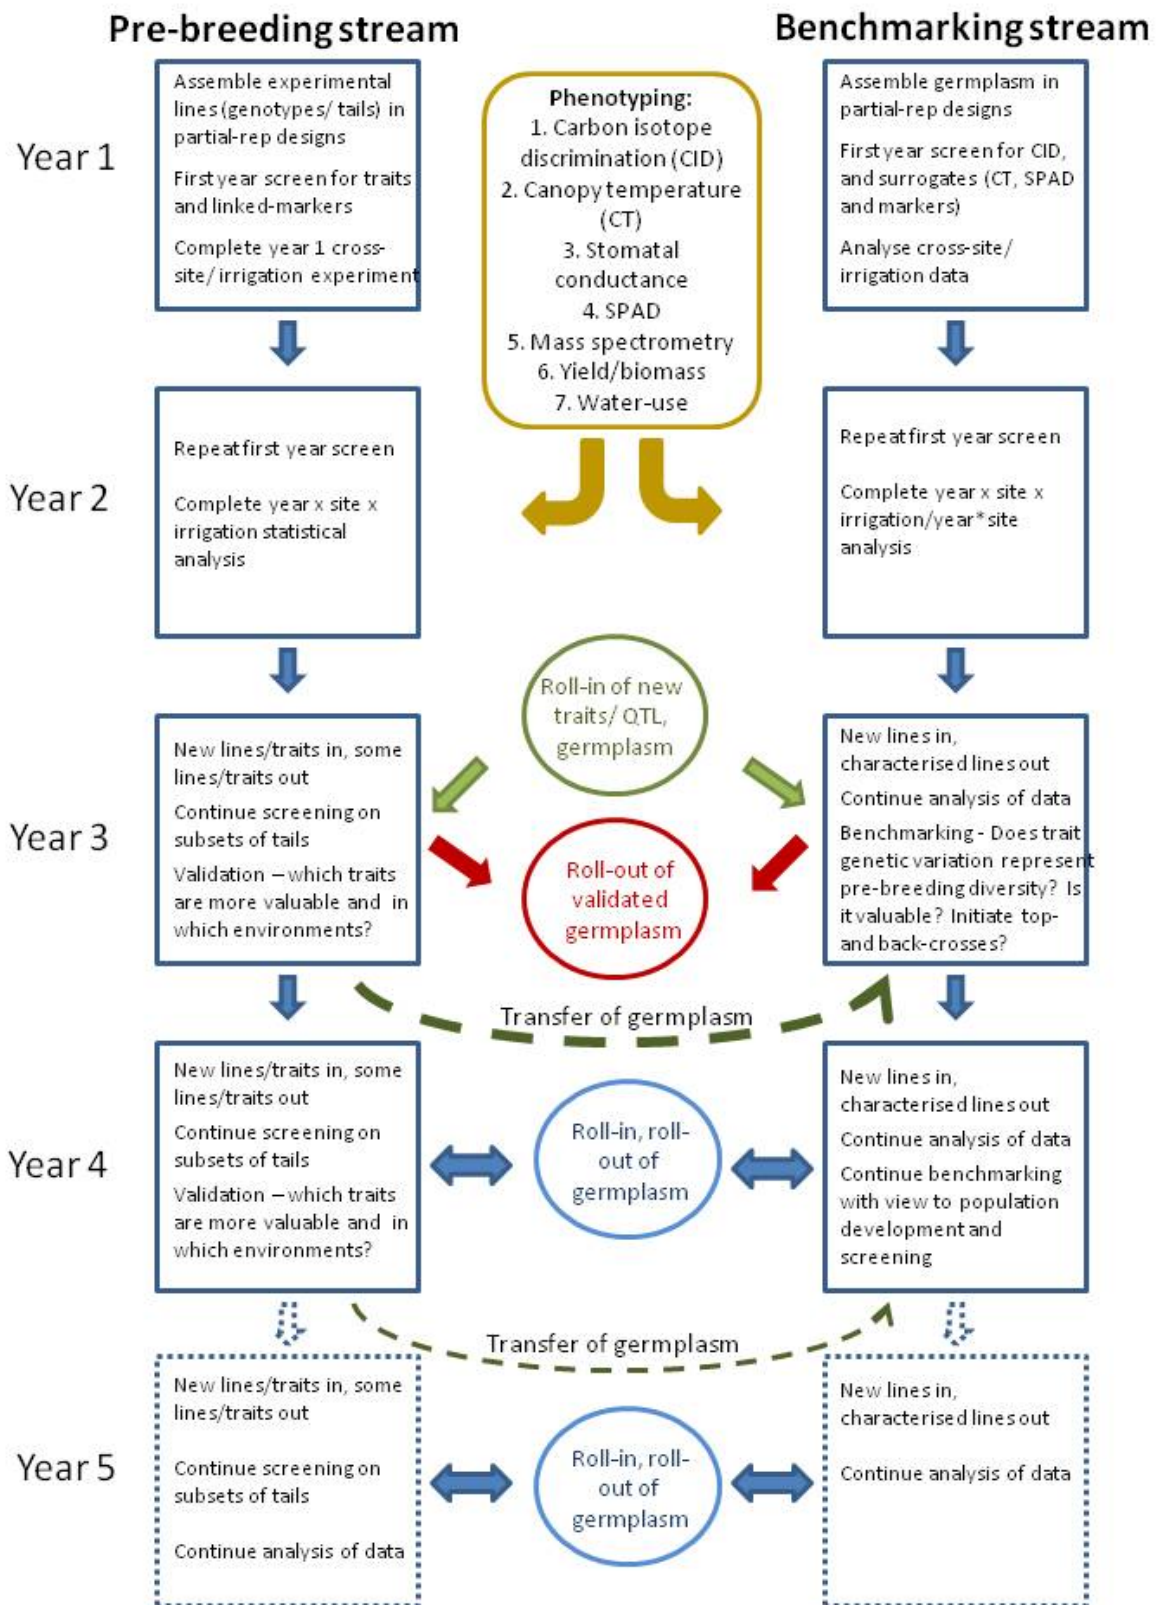 Pre-breeding stream
Benchmarking stream
Year 1
Assemble experimental
lines (genotypes/ tails) in
partial-rep designs
First year screen for traits
and linked-markers
Complete year 1 cross-
site/ irrigation experiment
Phenotyping:
1. Carbon isotope
discrimination (CID)
2. Canopy temperature
(CT)
3. Stomatal
conductance
4. SPAD
5. Mass spectrometry
6. Yield/biomass
7. Water-use
Assemble germplasm in
partial-rep designs
First year screen for CID,
and surrogates (CT, SPAD
and markers)
Analyse cross-site/
irrigation data
Year 2
Repeat first year screen
Complete year x site x
irrigation statistical
analysis
Repeat first year screen
Complete year x site x
irrigation/year*site
analysis
Year 3
New lines/traits in, some
lines/traits out
Continue screening on
subsets of tails
Validation – which traits
are more valuable and in
which environments?
Roll-in of new
traits/ QTL,
germplasm
Roll-out of
validated
germplasm
New lines in,
characterised lines out
Continue analysis of data
Benchmarking - Does trait
genetic variation represent
pre-breeding diversity? Is
it valuable? Initiate top-
and back-crosses?
Transfer of germplasm
Year 4
New lines/traits in, some
lines/traits out
Continue screening on
subsets of tails
Validation – which traits
are more valuable and in
which environments?
Roll-in, roll-
out of
germplasm
New lines in,
characterised lines out
Continue analysis of data
Continue benchmarking
with view to population
development and
screening
Transfer of germplasm
Year 5
New lines/traits in, some
lines/traits out
Continue screening on
subsets of tails
Continue analysis of data
Roll-in, roll-
out of
germplasm
New lines in,
characterised lines out
Continue analysis of data